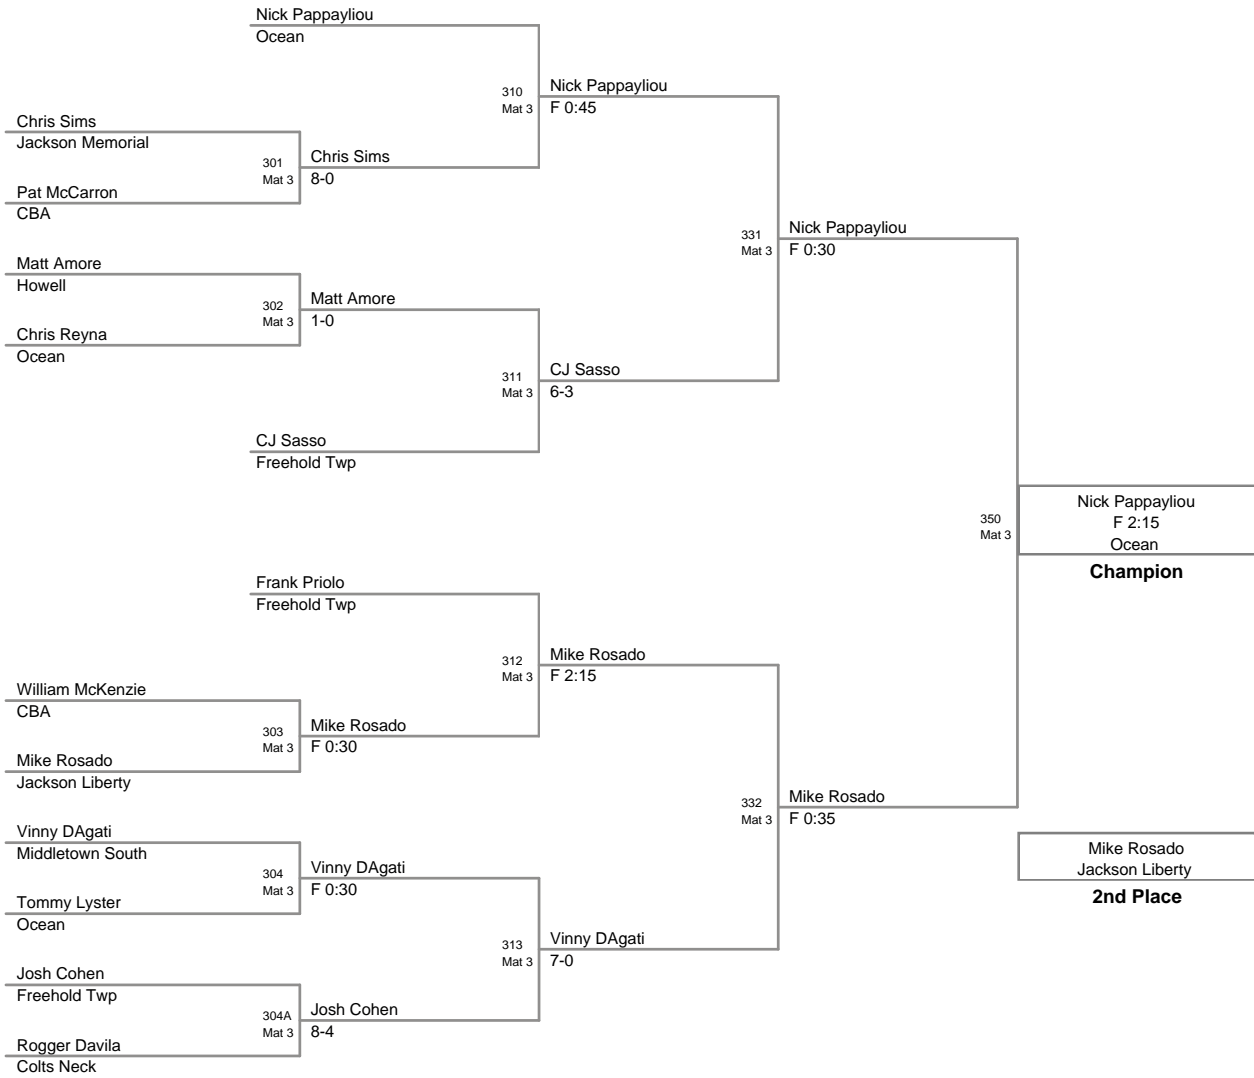 Nick Pappayliou
Ocean
310
Mat 3
Nick Pappayliou
F 0:45
Chris Sims
Jackson Memorial
301
Mat 3
Chris Sims
8-0
Pat McCarron
CBA
331
Mat 3
Nick Pappayliou
F 0:30
Matt Amore
Howell
302
Mat 3
Matt Amore
1-0
Chris Reyna
Ocean
311
Mat 3
CJ Sasso
6-3
CJ Sasso
Freehold Twp
350
Mat 3
Nick Pappayliou
F 2:15
Ocean
Champion
Frank Priolo
Freehold Twp
312
Mat 3
Mike Rosado
F 2:15
William McKenzie
CBA
303
Mat 3
Mike Rosado
F 0:30
Mike Rosado
Jackson Liberty
332
Mat 3
Mike Rosado
F 0:35
Vinny DAgati
Middletown South
304
Mat 3
Vinny DAgati
F 0:30
Tommy Lyster
Ocean
Mike Rosado
Jackson Liberty
2nd Place
313
Mat 3
Vinny DAgati
7-0
Josh Cohen
Freehold Twp
304A
Mat 3
Josh Cohen
8-4
Rogger Davila
Colts Neck